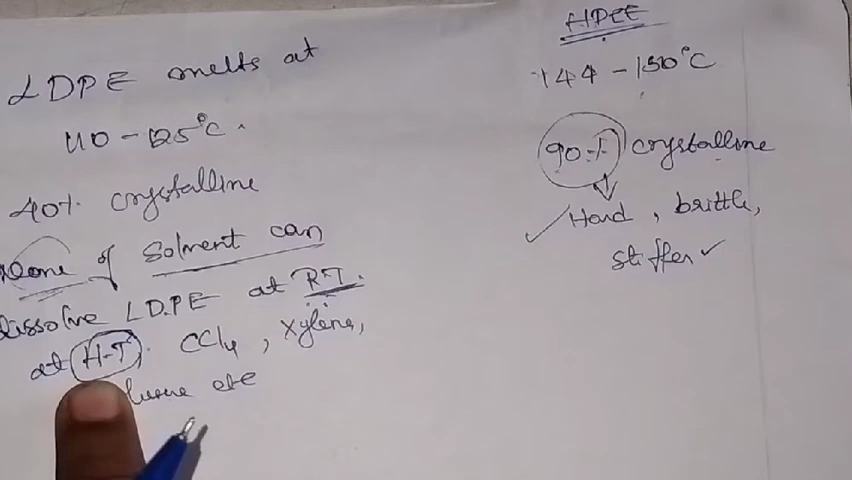 LDPE melts at
110 - 125°C.
40% crystalline
None of Solvent can
dissolve LDPE at RT.
at H.T. CCl4, xylene,
etc
HDPE
144 - 150°C
90% crystalline
Hard, brittle,
stiffer ✓